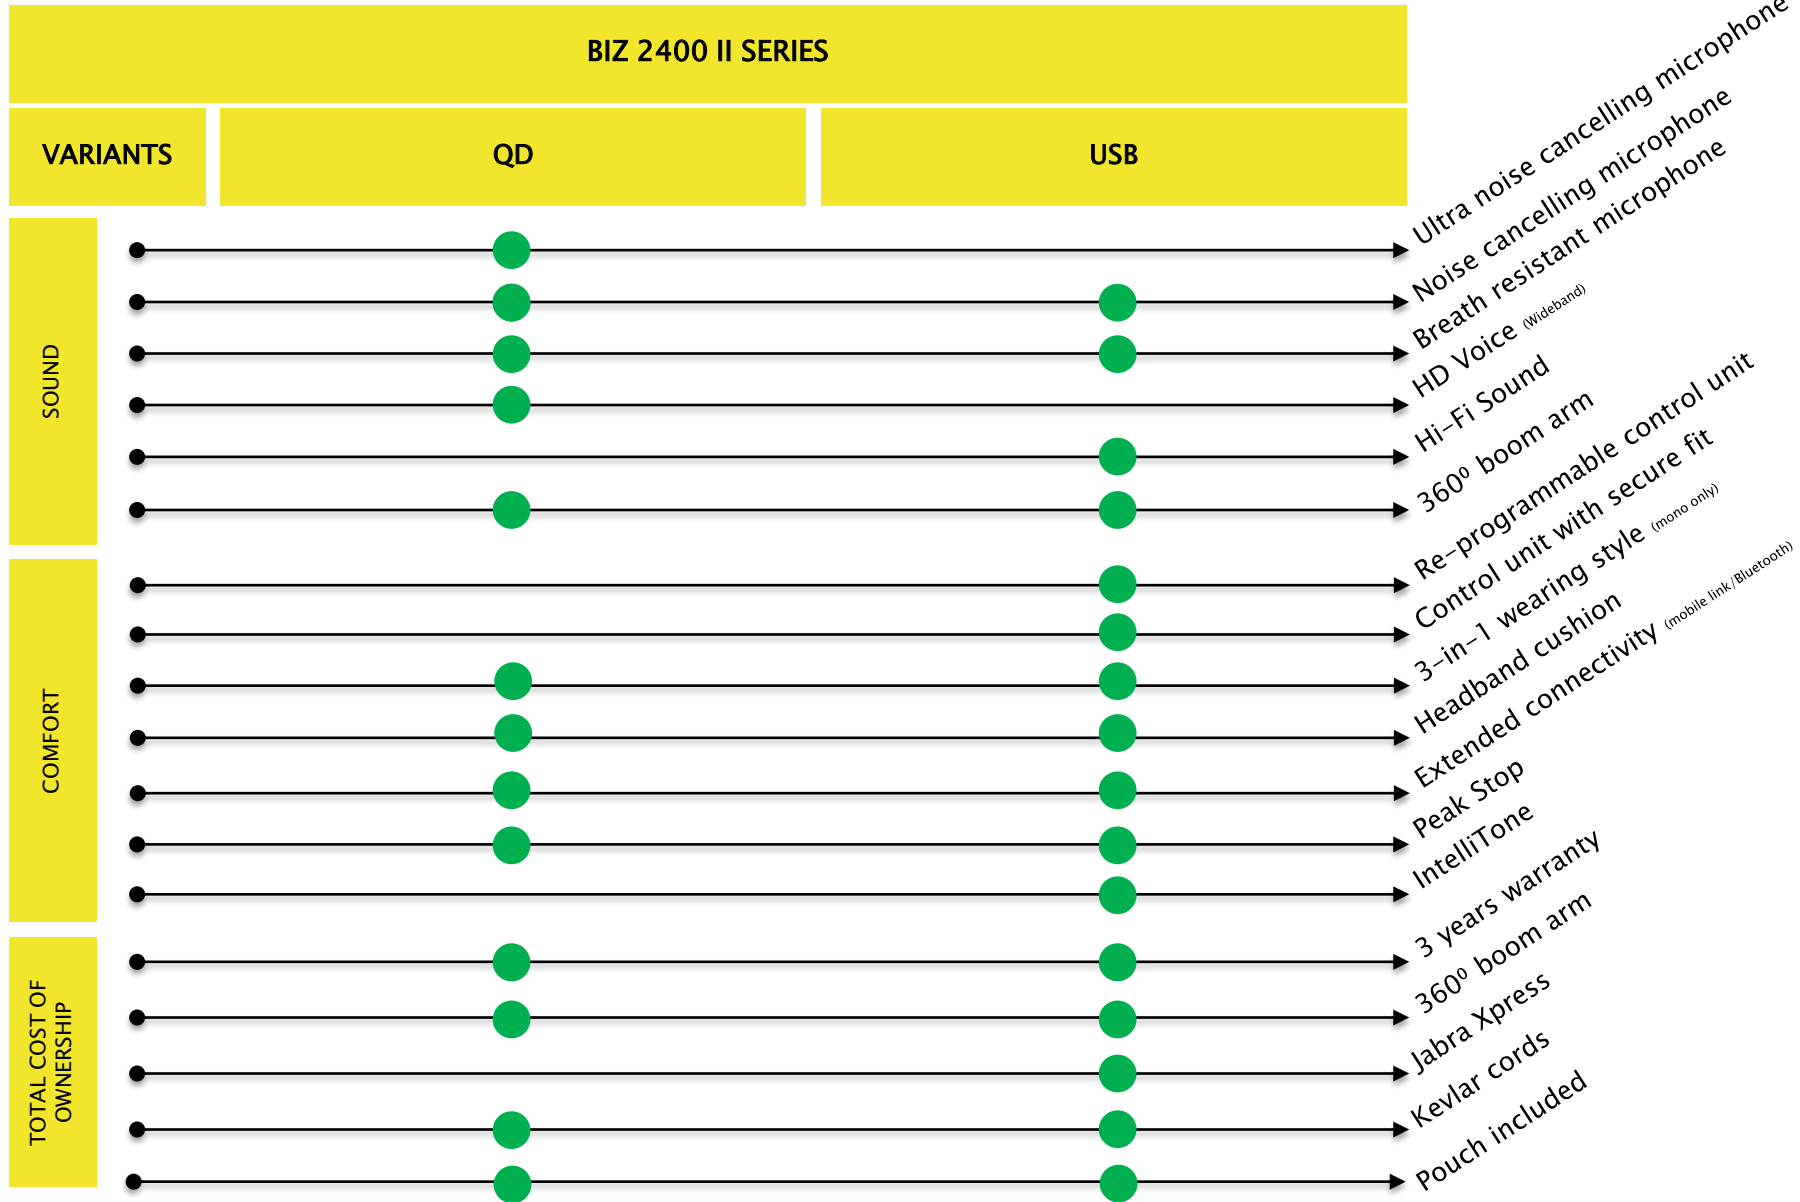 BIZ 2400 II SERIES
VARIANTS
QD
USB
SOUND
Ultra noise cancelling microphone
Noise cancelling microphone
Breath resistant microphone
HD Voice (Wideband)
Hi-Fi Sound
360⁰ boom arm
COMFORT
Re-programmable control unit
Control unit with secure fit
3-in-1 wearing style (mono only)
Headband cushion
Extended connectivity (mobile link/Bluetooth)
Peak Stop
IntelliTone
TOTAL COST OF
OWNERSHIP
3 years warranty
360⁰ boom arm
Jabra Xpress
Kevlar cords
Pouch included